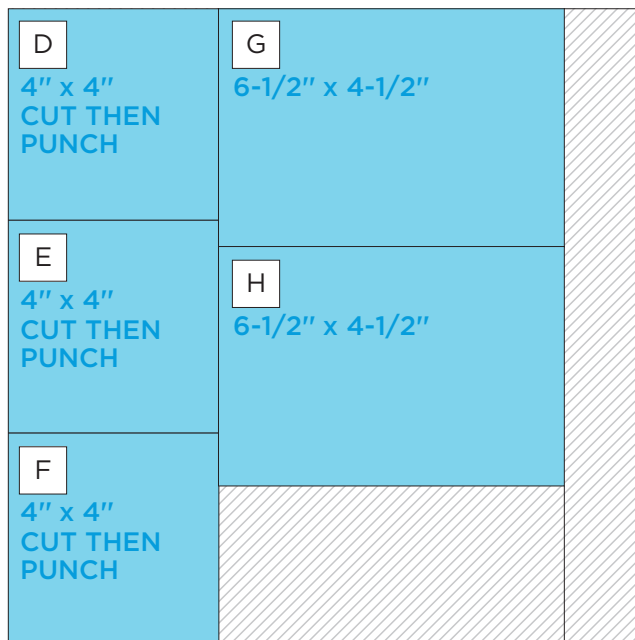 D
4" x 4"
CUT THEN
PUNCH
G
6-1/2" x 4-1/2"
E
4" x 4"
CUT THEN
PUNCH
H
6-1/2" x 4-1/2"
F
4" x 4"
CUT THEN
PUNCH